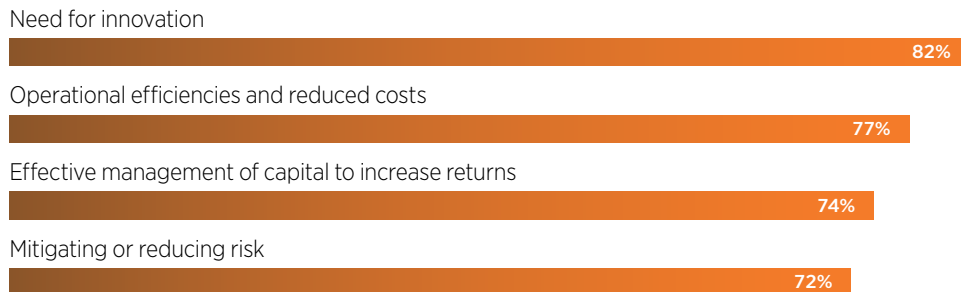 Need for innovation
82%
Operational efficiencies and reduced costs
77%
Effective management of capital to increase returns
74%
Mitigating or reducing risk
72%